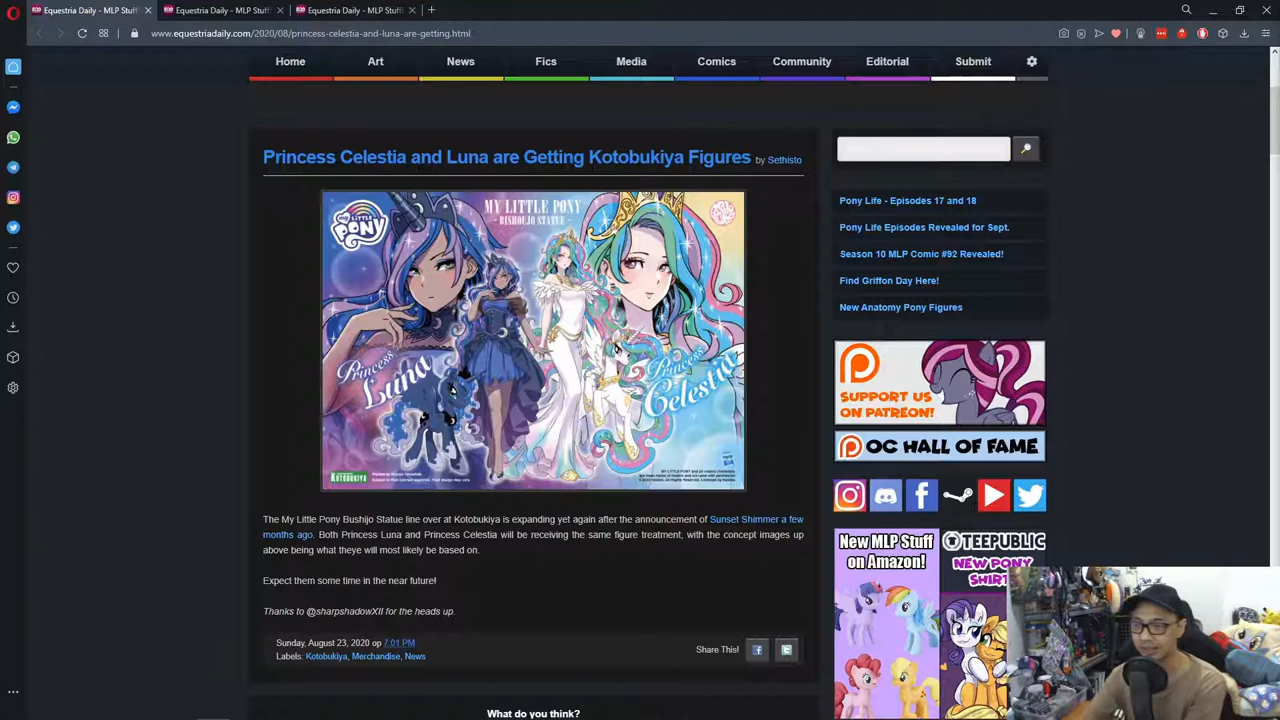 Equestria Daily - MLP Stuff!
Equestria Daily - MLP Stuff!
Equestria Daily - MLP Stuff!
www.equestriadaily.com/2020/08/princess-celestia-and-luna-are-getting.html
Home
Art
News
Fics
Media
Comics
Community
Editorial
Submit
Princess Celestia and Luna are Getting Kotobukiya Figures by Sethisto
MY LITTLE PONY
- BISHOUJO STATUE -
MY LITTLE PONY
Princess
Luna
Princess
Celestia
KOTOBUKIYA
The My Little Pony Bushijo Statue line over at Kotobukiya is expanding yet again after the announcement of Sunset Shimmer a few
months ago. Both Princess Luna and Princess Celestia will be receiving the same figure treatment, with the concept images up
above being what theye will most likely be based on.
Expect them some time in the near future!
Thanks to @sharpshadowXII for the heads up.
Sunday, August 23, 2020 op 7:01 PM
Labels: Kotobukiya, Merchandise, News
Share This!
What do you think?
Pony Life - Episodes 17 and 18
Pony Life Episodes Revealed for Sept.
Season 10 MLP Comic #92 Revealed!
Find Griffon Day Here!
New Anatomy Pony Figures
SUPPORT US
ON PATREON!
OC HALL OF FAME
New MLP Stuff
on Amazon!
TEEPUBLIC
NEW PONY